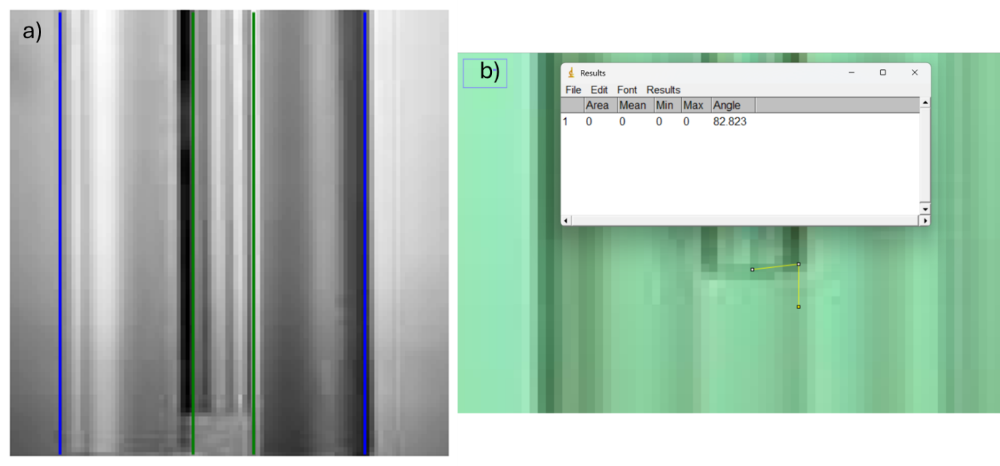 a)
b)
Results
File Edit Font Results
Area Mean Min Max Angle
1 0 0 0 0 82.823